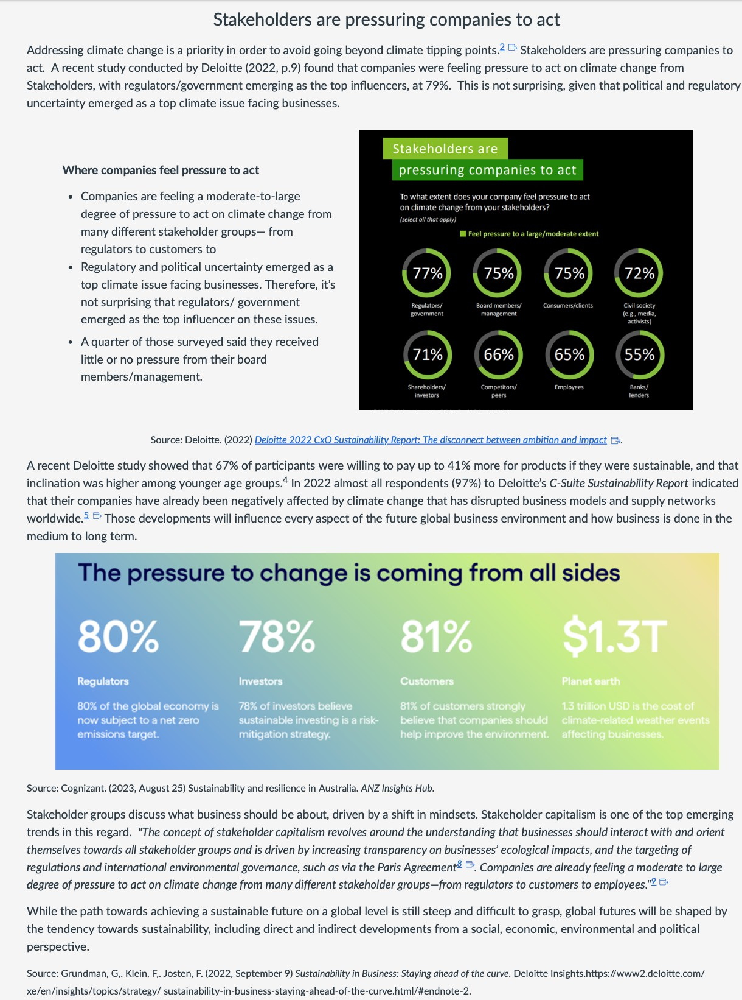 Stakeholders are pressuring companies to act
Addressing climate change is a priority in order to avoid going beyond climate tipping points.2 Stakeholders are pressuring companies to
act.  A recent study conducted by Deloitte (2022, p.9) found that companies were feeling pressure to act on climate change from
Stakeholders, with regulators/government emerging as the top influencers, at 79%.  This is not surprising, given that political and regulatory
uncertainty emerged as a top climate issue facing businesses.
Where companies feel pressure to act
• Companies are feeling a moderate-to-large
degree of pressure to act on climate change from
many different stakeholder groups— from
regulators to customers to
• Regulatory and political uncertainty emerged as a
top climate issue facing businesses. Therefore, it's
not surprising that regulators/ government
emerged as the top influencer on these issues.
• A quarter of those surveyed said they received
little or no pressure from their board
members/management.
Stakeholders are
pressuring companies to act
To what extent does your company feel pressure to act
on climate change from your stakeholders?
(select all that apply)
Feel pressure to a large/moderate extent
77% 75% 75% 72%
Regulators/ Board members/ Consumers/clients Civil society
government management (e.g., media,
activists)
71% 66% 65% 55%
Shareholders/ Competitors/ Employees Banks/
investors peers lenders
Source: Deloitte. (2022) Deloitte 2022 CxO Sustainability Report: The disconnect between ambition and impact .
A recent Deloitte study showed that 67% of participants were willing to pay up to 41% more for products if they were sustainable, and that
inclination was higher among younger age groups.4 In 2022 almost all respondents (97%) to Deloitte's C-Suite Sustainability Report indicated
that their companies have already been negatively affected by climate change that has disrupted business models and supply networks
worldwide.5 Those developments will influence every aspect of the future global business environment and how business is done in the
medium to long term.
The pressure to change is coming from all sides
80% 78% 81% $1.3T
Regulators Investors Customers Planet earth
80% of the global economy is 78% of investors believe 81% of customers strongly 1.3 trillion USD is the cost of
now subject to a net zero sustainable investing is a risk- believe that companies should climate-related weather events
emissions target. mitigation strategy. help improve the environment. affecting businesses.
Source: Cognizant. (2023, August 25) Sustainability and resilience in Australia. ANZ Insights Hub.
Stakeholder groups discuss what business should be about, driven by a shift in mindsets. Stakeholder capitalism is one of the top emerging
trends in this regard.  "The concept of stakeholder capitalism revolves around the understanding that businesses should interact with and orient
themselves towards all stakeholder groups and is driven by increasing transparency on businesses' ecological impacts, and the targeting of
regulations and international environmental governance, such as via the Paris Agreement8 . Companies are already feeling a moderate to large
degree of pressure to act on climate change from many different stakeholder groups—from regulators to customers to employees."9
While the path towards achieving a sustainable future on a global level is still steep and difficult to grasp, global futures will be shaped by
the tendency towards sustainability, including direct and indirect developments from a social, economic, environmental and political
perspective.
Source: Grundman, G,. Klein, F,. Josten, F. (2022, September 9) Sustainability in Business: Staying ahead of the curve. Deloitte Insights.https://www2.deloitte.com/
xe/en/insights/topics/strategy/ sustainability-in-business-staying-ahead-of-the-curve.html/#endnote-2.